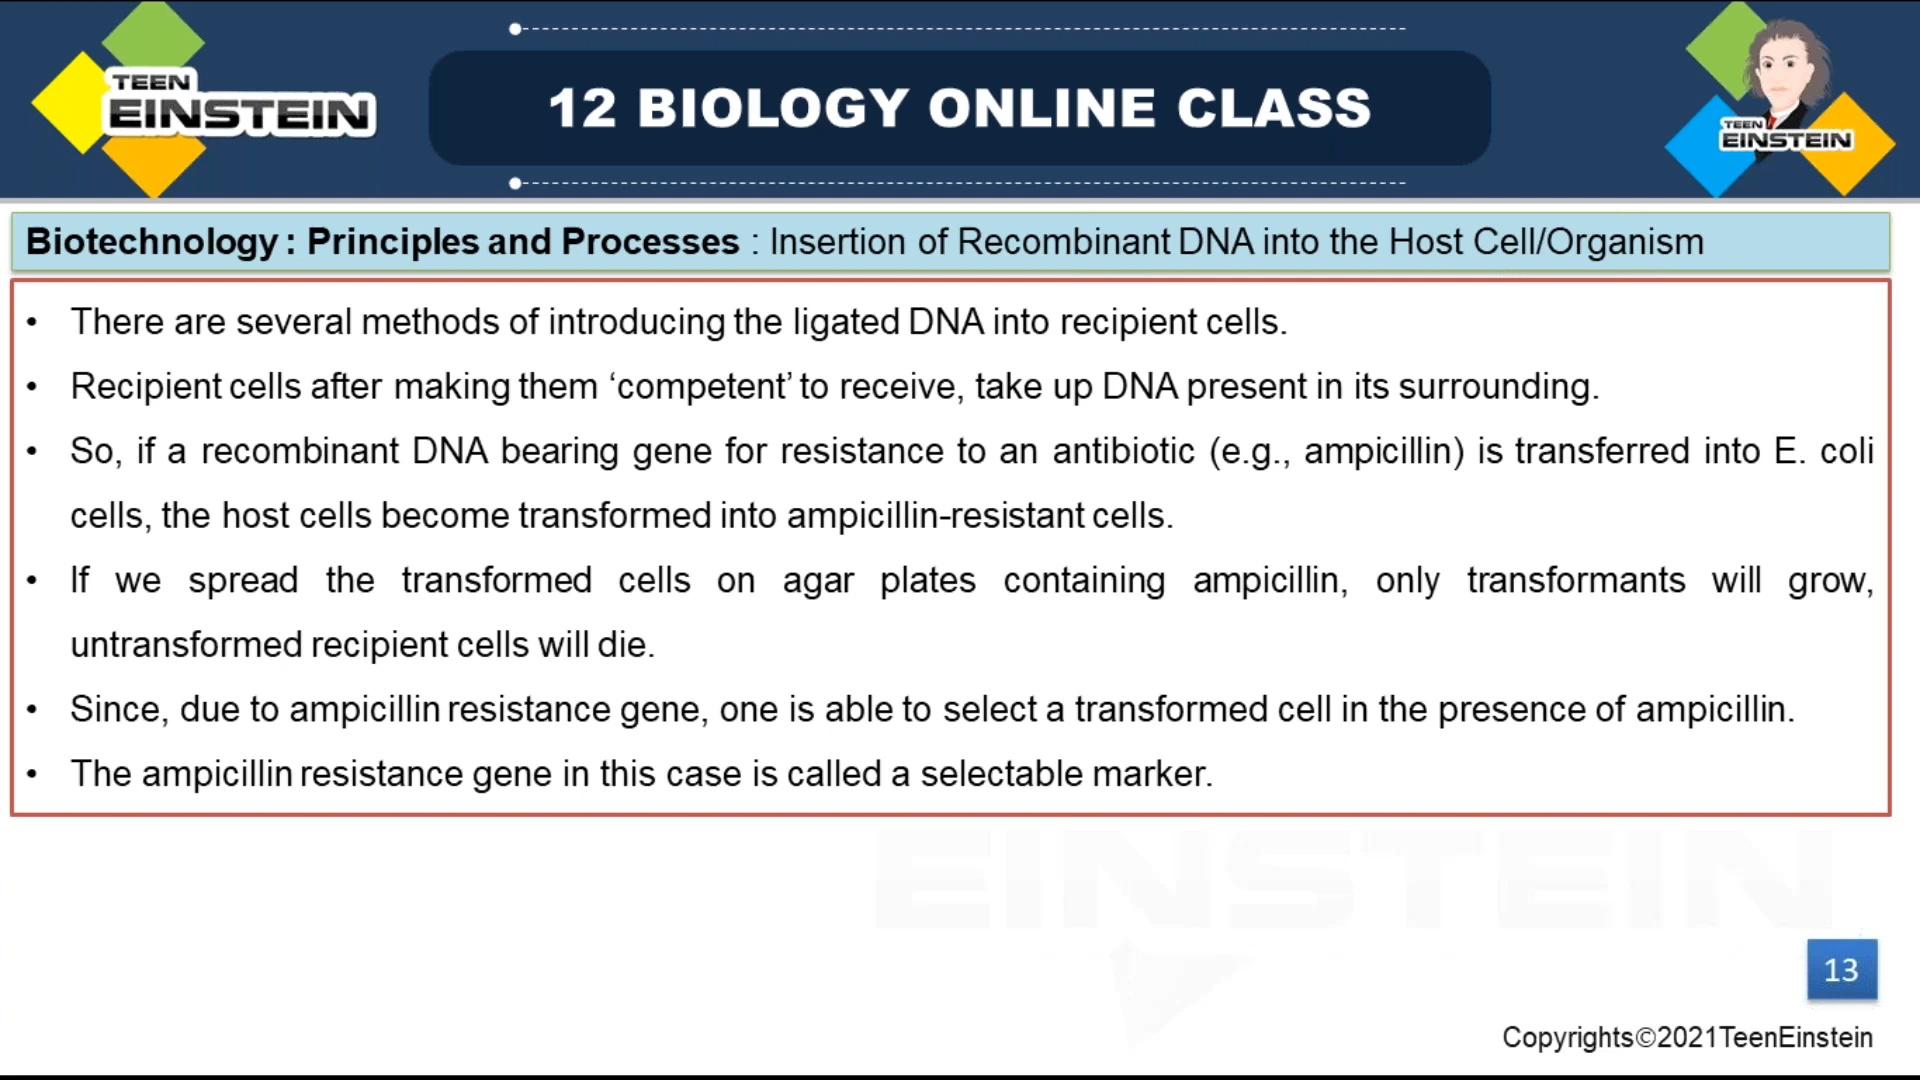 TEEN
EINSTEIN
12 BIOLOGY ONLINE CLASS
TEEN
EINSTEIN
Biotechnology : Principles and Processes : Insertion of Recombinant DNA into the Host Cell/Organism
• There are several methods of introducing the ligated DNA into recipient cells.
• Recipient cells after making them ‘competent’ to receive, take up DNA present in its surrounding.
• So, if a recombinant DNA bearing gene for resistance to an antibiotic (e.g., ampicillin) is transferred into E. coli
cells, the host cells become transformed into ampicillin-resistant cells.
• If we spread the transformed cells on agar plates containing ampicillin, only transformants will grow,
untransformed recipient cells will die.
• Since, due to ampicillin resistance gene, one is able to select a transformed cell in the presence of ampicillin.
• The ampicillin resistance gene in this case is called a selectable marker.
EINSTEIN
13
Copyrights©2021TeenEinstein